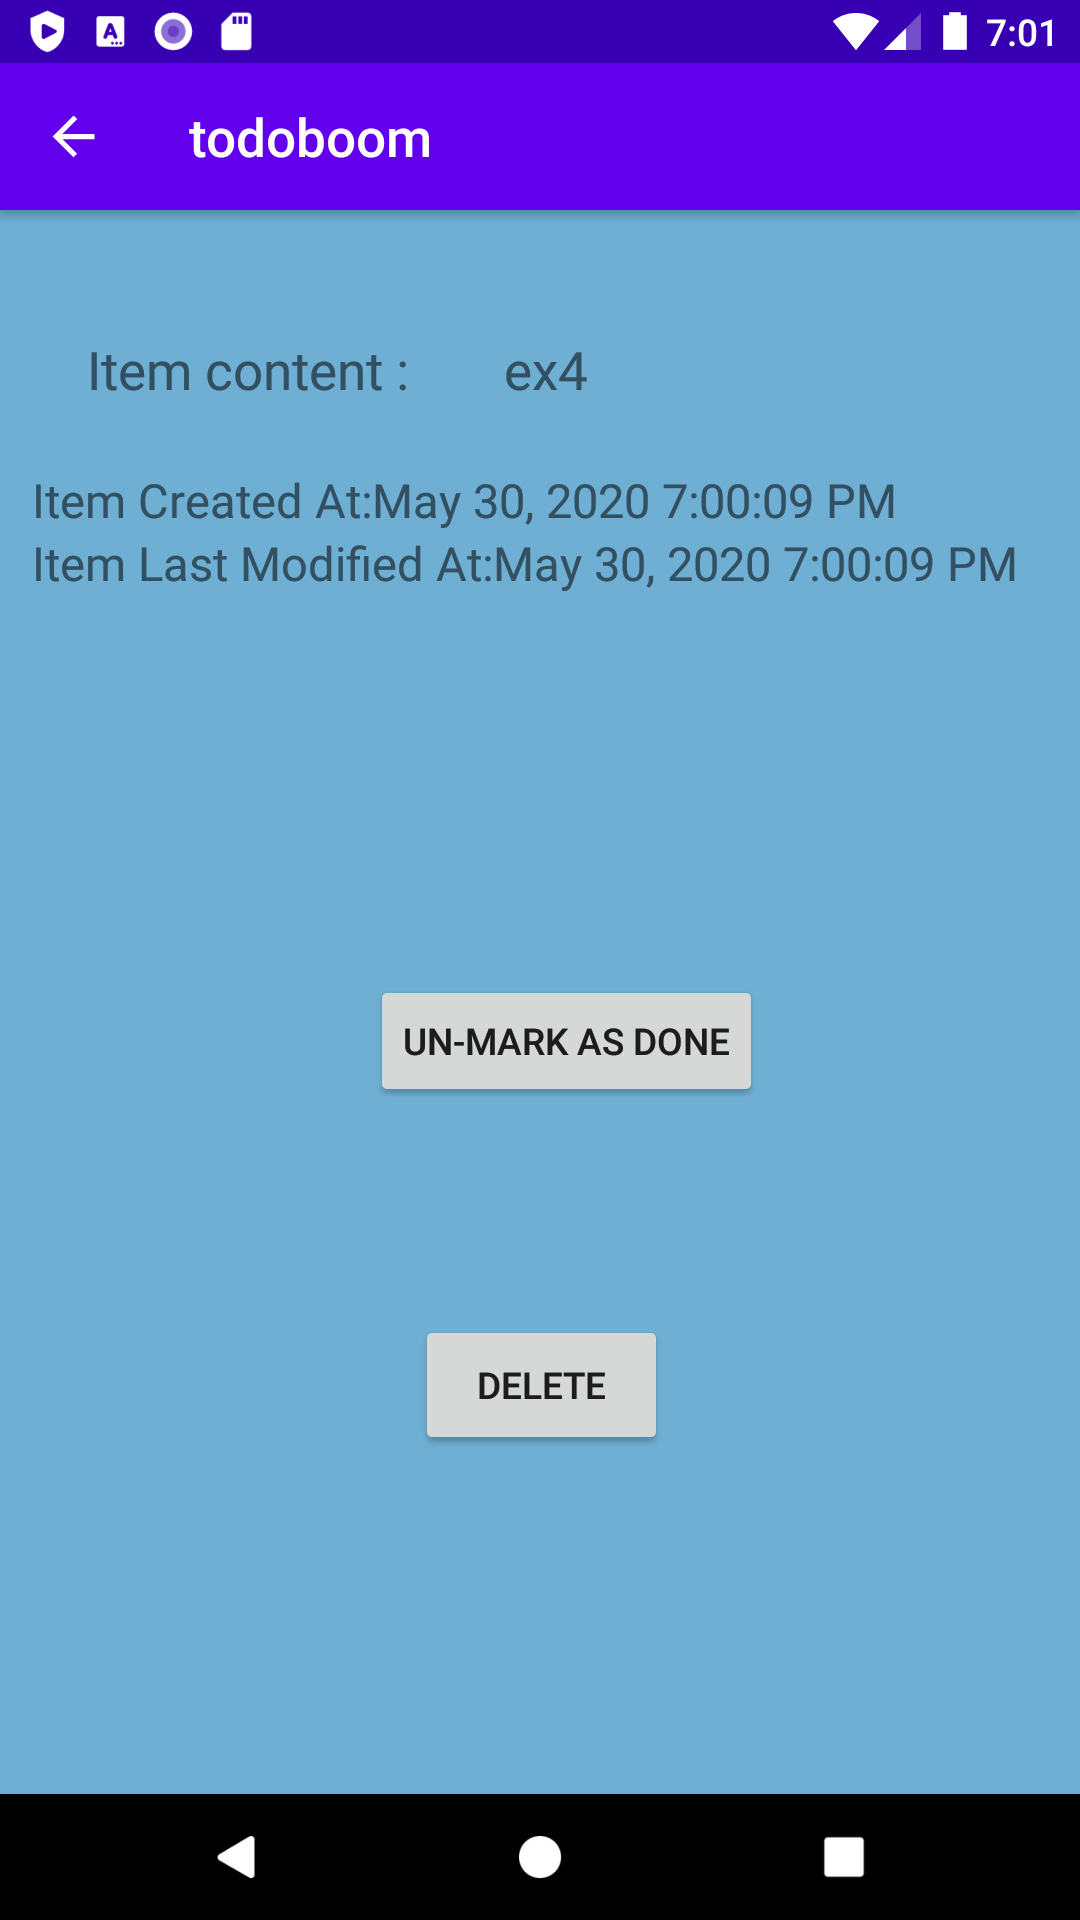 7:01
todoboom
Item content : ex4
Item Created At:May 30, 2020 7:00:09 PM
Item Last Modified At:May 30, 2020 7:00:09 PM
UN-MARK AS DONE
DELETE